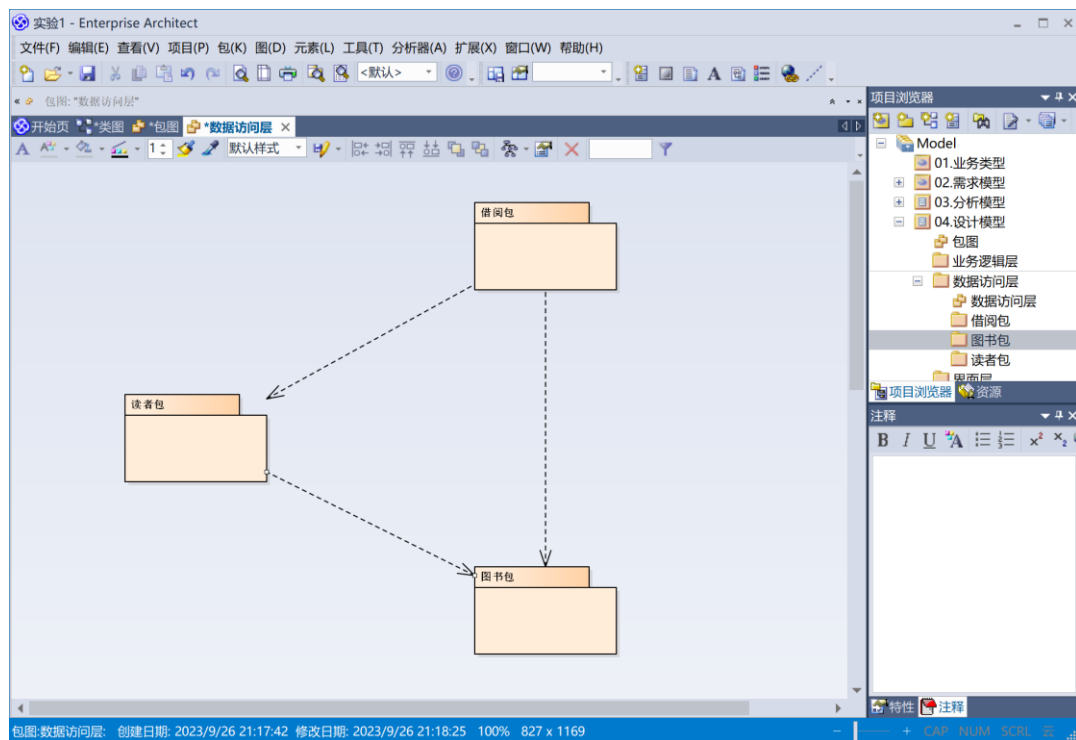 实验1 - Enterprise Architect
文件(F) 编辑(E) 查看(V) 项目(P) 包(K) 图(D) 元素(L) 工具(T) 分析器(A) 扩展(X) 窗口(W) 帮助(H)
<默认>
包图: "数据访问层"
开始页 *类图 *包图 *数据访问层
1 默认样式
借阅包
读者包
图书包
项目浏览器
Model
01.业务类型
02.需求模型
03.分析模型
04.设计模型
包图
业务逻辑层
数据访问层
数据访问层
借阅包
图书包
读者包
界面层
项目浏览器 资源
注释
B I U A x² x₂
特性 注释
包图:数据访问层: 创建日期: 2023/9/26 21:17:42 修改日期: 2023/9/26 21:18:25 100% 827 x 1169
CAP NUM SCRL 云